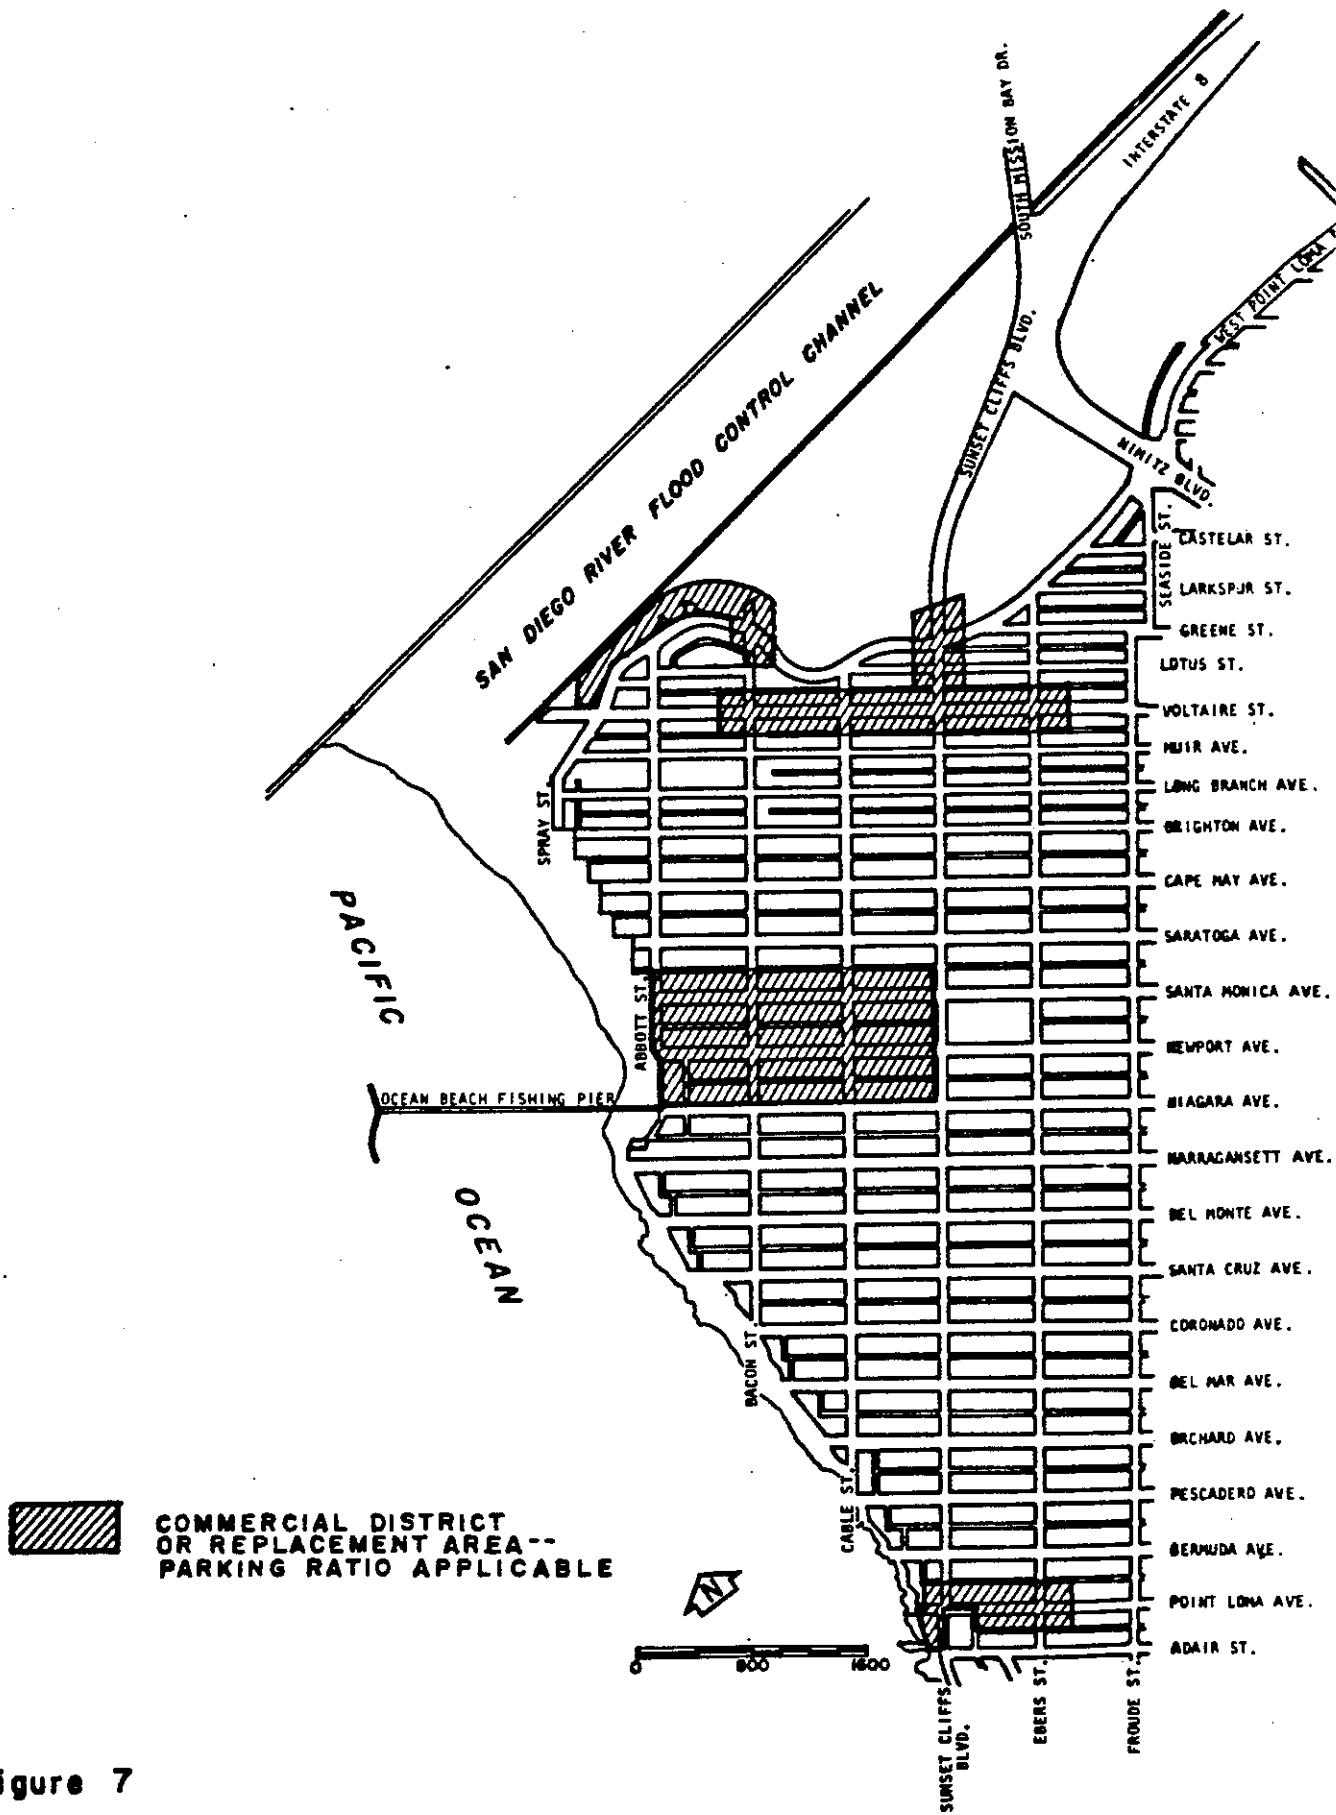 SOUTH MISSION BAY DR.
INTERSTATE 8
WEST POINT LOMA
SAN DIEGO RIVER FLOOD CONTROL CHANNEL
SUNSET CLIFFS BLVD.
NIMITZ BLVD.
SEASIDE ST.
CASTELAR ST.
LARKSPUR ST.
GREENE ST.
LOTUS ST.
VOLTAIRE ST.
MUIR AVE.
LONG BRANCH AVE.
BRIGHTON AVE.
SPRAY ST.
CAPE MAY AVE.
SARATOGA AVE.
PACIFIC
ABBOTT ST.
SANTA MONICA AVE.
NEWPORT AVE.
OCEAN BEACH FISHING PIER
NIAGARA AVE.
NARRAGANSETT AVE.
OCEAN
BEL MONTE AVE.
SANTA CRUZ AVE.
CORONADO AVE.
BACON ST.
DEL MAR AVE.
ORCHARD AVE.
CABLE ST.
PESCADERO AVE.
BERMUDA AVE.
COMMERCIAL DISTRICT
OR REPLACEMENT AREA--
PARKING RATIO APPLICABLE
N
POINT LOMA AVE.
ADAIR ST.
0 800 1600
SUNSET CLIFFS
BLVD.
EBERS ST.
FROUDE ST.
igure 7